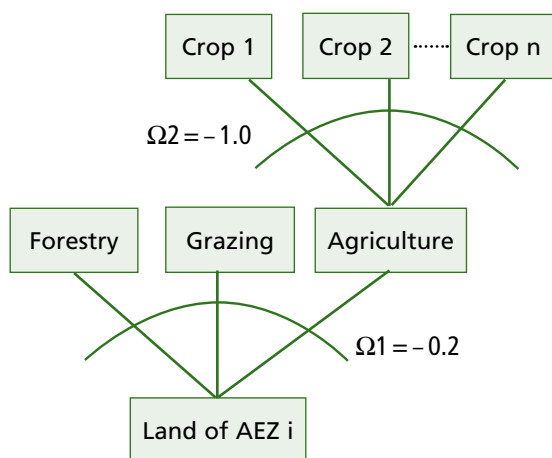 Crop 1
Crop 2
Crop n
Ω2 = – 1.0
Forestry
Grazing
Agriculture
Ω1 = – 0.2
Land of AEZ i